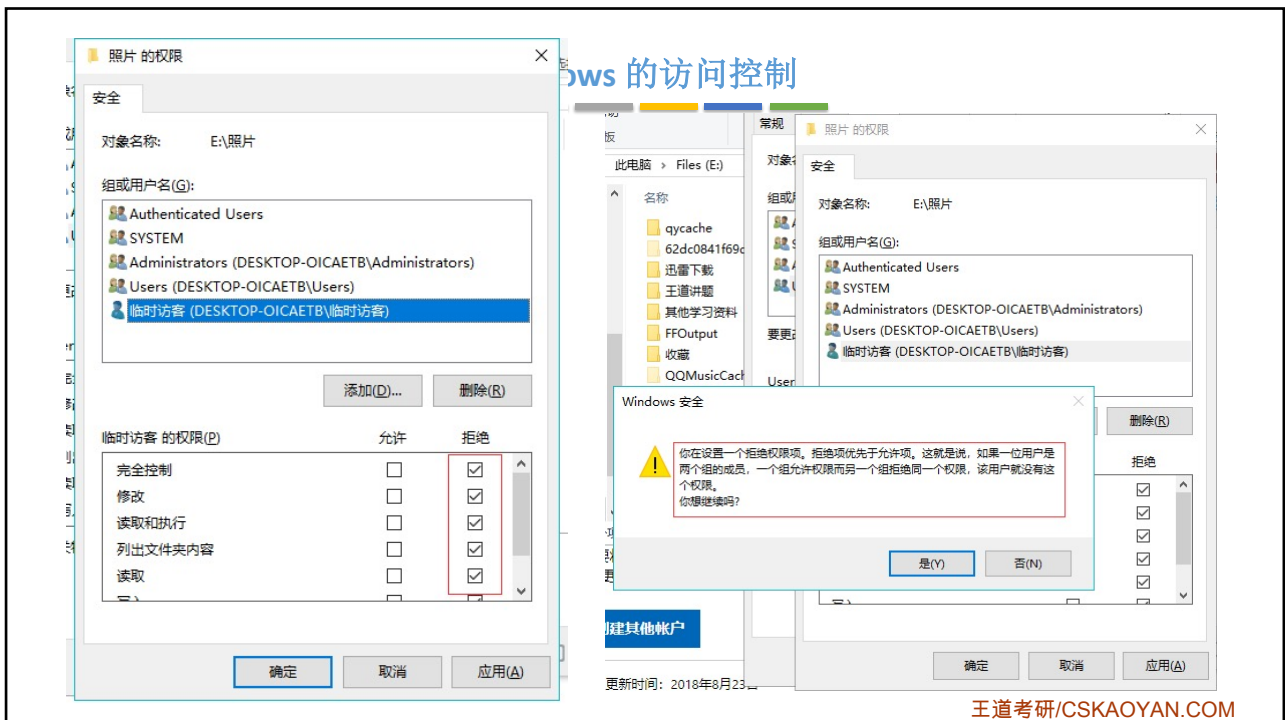 照片 的权限
ows 的访问控制
安全
对象名称: E:\照片
组或用户名(G):
Authenticated Users
SYSTEM
Administrators (DESKTOP-OICAETB\Administrators)
Users (DESKTOP-OICAETB\Users)
临时访客 (DESKTOP-OICAETB\临时访客)
添加(D)... 删除(R)
临时访客 的权限(P) 允许 拒绝
完全控制
修改
读取和执行
列出文件夹内容
读取
写入
确定 取消 应用(A)
板
此电脑 › Files (E:)
名称
qycache
62dc0841f69c
迅雷下载
王道讲题
其他学习资料
FFOutput
收藏
QQMusicCach
常规
对象
组或
要更
User
照片 的权限
安全
对象名称: E:\照片
组或用户名(G):
Authenticated Users
SYSTEM
Administrators (DESKTOP-OICAETB\Administrators)
Users (DESKTOP-OICAETB\Users)
临时访客 (DESKTOP-OICAETB\临时访客)
删除(R)
拒绝
Windows 安全
你在设置一个拒绝权限项。拒绝项优先于允许项。这就是说，如果一位用户是
两个组的成员，一个组允许权限而另一个组拒绝同一个权限，该用户就没有这
个权限。
你想继续吗?
是(Y) 否(N)
写入
确定 取消 应用(A)
建其他帐户
更新时间: 2018年8月23
王道考研/CSKAOYAN.COM